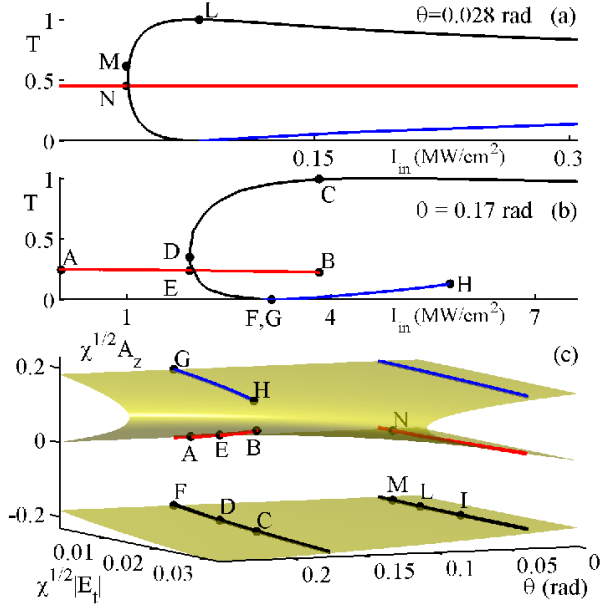 L θ=0.028 rad (a)
1
T
M
0.5
N
0
0.15 I_in (MW/cm²) 0.3
1
T C θ = 0.17 rad (b)
D
0.5
A
B
E H
0
F,G
1 4 I_in (MW/cm²) 7
χ^1/2 A_z (c)
0.2
G
H
N
0
A E B
F D C M L I
-0.2
0.01
0.02
0.03
χ^1/2|E_t|
0.2 0.15 0.1 0.05 0
θ (rad)